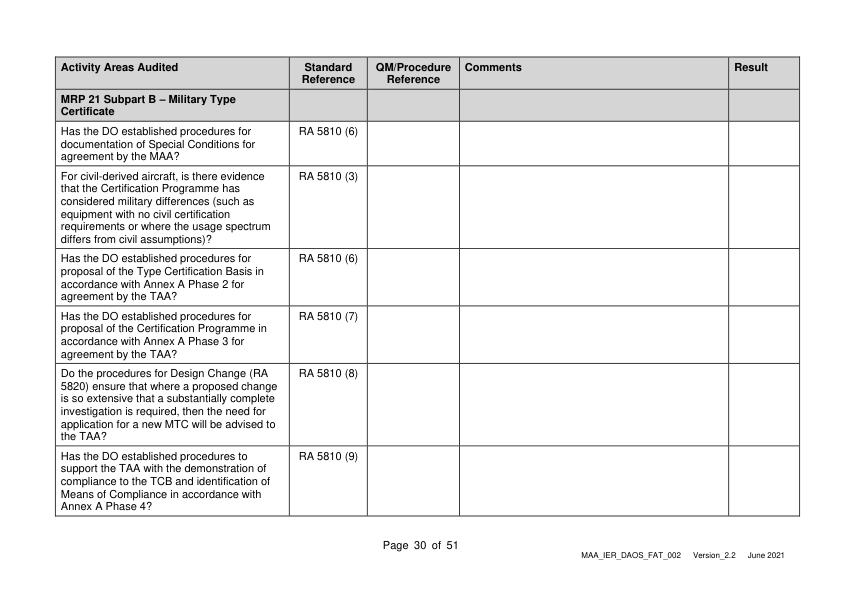 Activity Areas Audited
Standard
Reference
QM/Procedure
Reference
Comments
Result
MRP 21 Subpart B – Military Type
Certificate
Has the DO established procedures for
documentation of Special Conditions for
agreement by the MAA?
RA 5810 (6)
For civil-derived aircraft, is there evidence
that the Certification Programme has
considered military differences (such as
equipment with no civil certification
requirements or where the usage spectrum
differs from civil assumptions)?
RA 5810 (3)
Has the DO established procedures for
proposal of the Type Certification Basis in
accordance with Annex A Phase 2 for
agreement by the TAA?
RA 5810 (6)
Has the DO established procedures for
proposal of the Certification Programme in
accordance with Annex A Phase 3 for
agreement by the TAA?
RA 5810 (7)
Do the procedures for Design Change (RA
5820) ensure that where a proposed change
is so extensive that a substantially complete
investigation is required, then the need for
application for a new MTC will be advised to
the TAA?
RA 5810 (8)
Has the DO established procedures to
support the TAA with the demonstration of
compliance to the TCB and identification of
Means of Compliance in accordance with
Annex A Phase 4?
RA 5810 (9)
Page 30 of 51
MAA_IER_DAOS_FAT_002 Version_2.2 June 2021